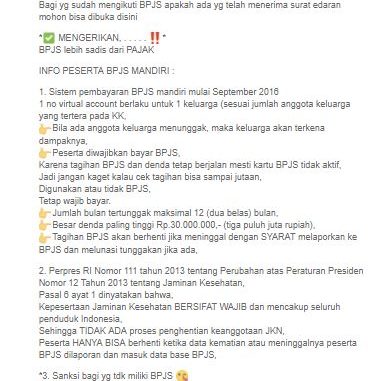 Bagi yg sudah mengikuti BPJS apakah ada yg telah menerima surat edaran
mohon bisa dibuka disini
*✅ MENGERIKAN, . . . . . ‼️*
BPJS lebih sadis dari PAJAK
INFO PESERTA BPJS MANDIRI :
1. Sistem pembayaran BPJS mandiri mulai September 2016
1 no virtual account berlaku untuk 1 keluarga (sesuai jumlah anggota keluarga
yang tertera pada KK,
👉Bila ada anggota keluarga menunggak, maka keluarga akan terkena
dampaknya,
👉Peserta diwajibkan bayar BPJS,
Karena tagihan BPJS dan denda tetap berjalan mesti kartu BPJS tidak aktif,
Jadi jangan kaget kalau cek tagihan bisa sampai jutaan,
Digunakan atau tidak BPJS,
Tetap wajib bayar.
👉Jumlah bulan tertunggak maksimal 12 (dua belas) bulan,
👉Besar denda paling tinggi Rp.30.000.000,- (tiga puluh juta rupiah),
👉Tagihan BPJS akan berhenti jika meninggal dengan SYARAT melaporkan ke
BPJS dan melunasi tunggakan jika ada,
2. Perpres RI Nomor 111 tahun 2013 tentang Perubahan atas Peraturan Presiden
Nomor 12 Tahun 2013 tentang Jaminan Kesehatan,
Pasal 6 ayat 1 dinyatakan bahwa,
Kepesertaan Jaminan Kesehatan BERSIFAT WAJIB dan mencakup seluruh
penduduk Indonesia,
Sehingga TIDAK ADA proses penghentian keanggotaan JKN,
Peserta HANYA BISA berhenti ketika data kematian atau meninggalnya peserta
BPJS dilaporan dan masuk data base BPJS,
*3. Sanksi bagi yg tdk miliki BPJS 😘